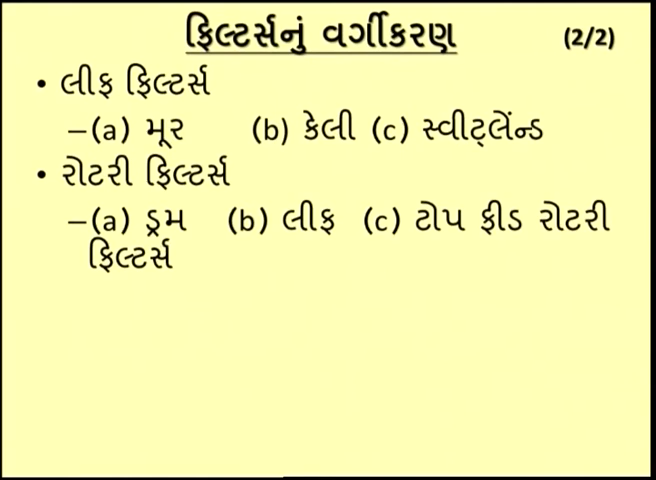 ફિલ્ટર્સનું વર્ગીકરણ (2/2)
• લીફ ફિલ્ટર્સ
–(a) મૂર (b) કેલી (c) સ્વીટ્લેંન્ડ
• રોટરી ફિલ્ટર્સ
–(a) ડ્રમ (b) લીફ (c) ટોપ ફીડ રોટરી
ફિલ્ટર્સ